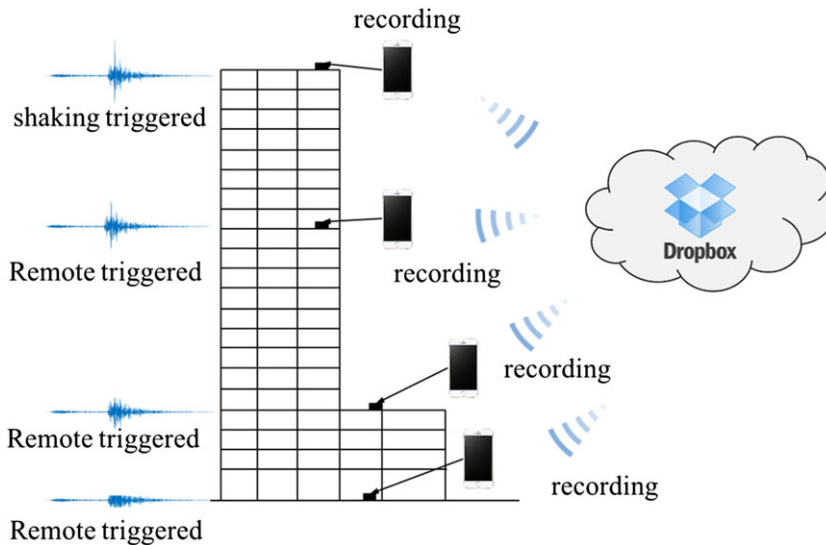 recording
shaking triggered
Dropbox
Remote triggered
recording
recording
Remote triggered
recording
Remote triggered